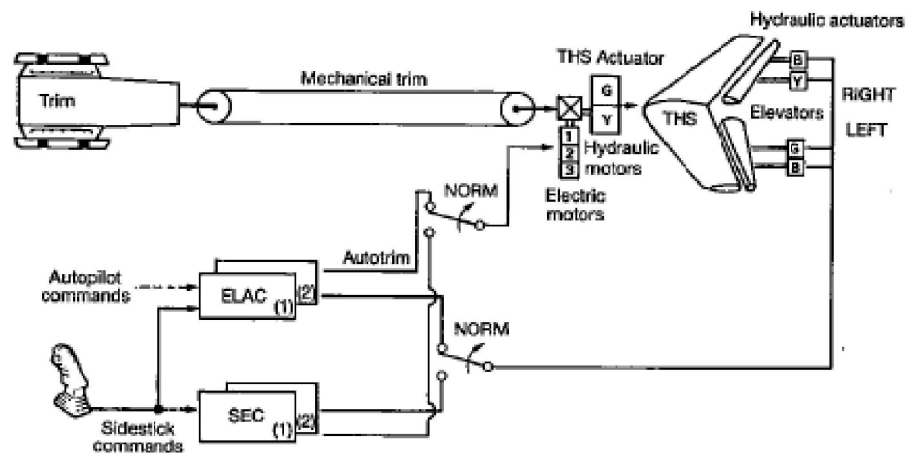 Hydraulic actuators
THS Actuator
Mechanical trim
Trim
G
Y
B
Y
RiGHT
THS
Elevators
LEFT
1
2
3
Hydraulic
motors
G
B
Electric
motors
NORM
Autotrim
Autopilot
commands
ELAC
(1)
(2)
NORM
SEC
(1)
(2)
Sidestick
commands